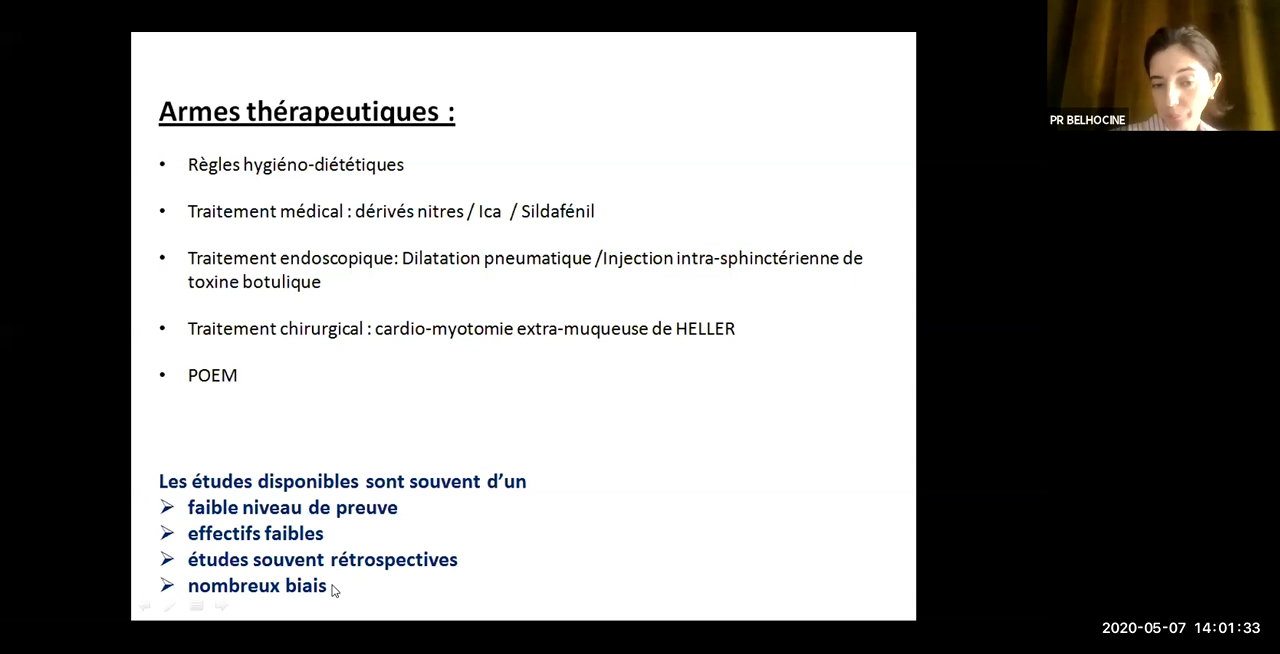 Armes thérapeutiques :
• Règles hygiéno-diététiques
• Traitement médical : dérivés nitres / Ica / Sildafénil
• Traitement endoscopique: Dilatation pneumatique /Injection intra-sphinctérienne de
toxine botulique
• Traitement chirurgical : cardio-myotomie extra-muqueuse de HELLER
• POEM
Les études disponibles sont souvent d’un
➢ faible niveau de preuve
➢ effectifs faibles
➢ études souvent rétrospectives
➢ nombreux biais
PR BELHOCINE
2020-05-07 14:01:33